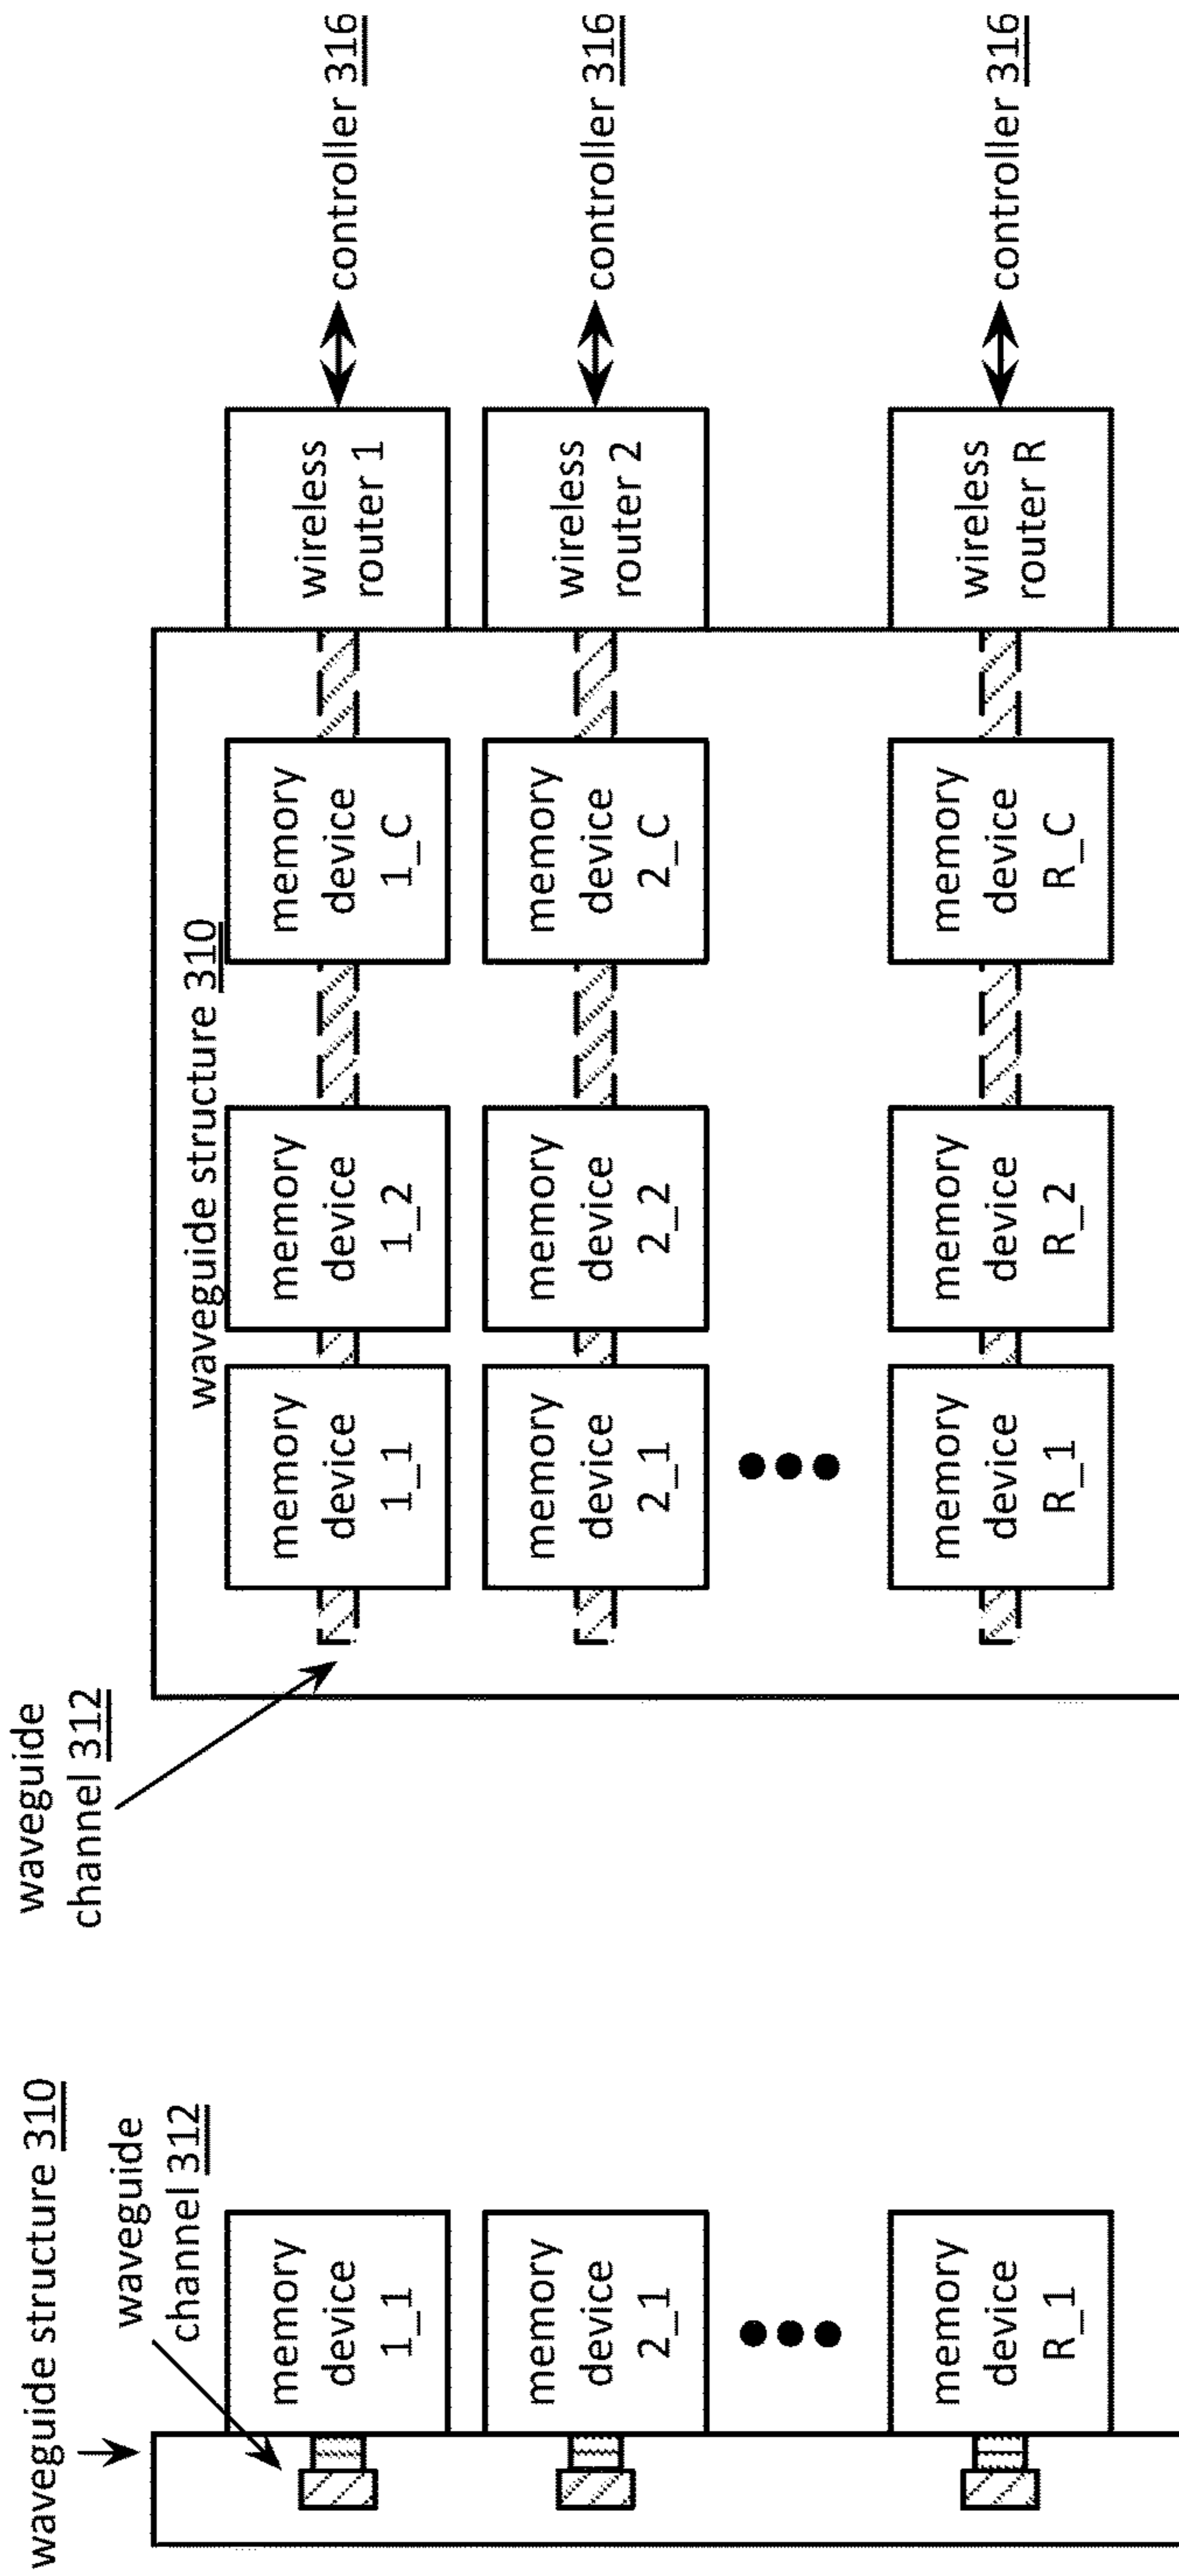 waveguide structure 310
waveguide
channel 312
memory
device
1_1
memory
device
2_1
memory
device
R_1
waveguide
channel 312
waveguide structure 310
memory
device
1_1
memory
device
1_2
memory
device
1_C
wireless
router 1
controller 316
memory
device
2_1
memory
device
2_2
memory
device
2_C
wireless
router 2
controller 316
memory
device
R_1
memory
device
R_2
memory
device
R_C
wireless
router R
controller 316